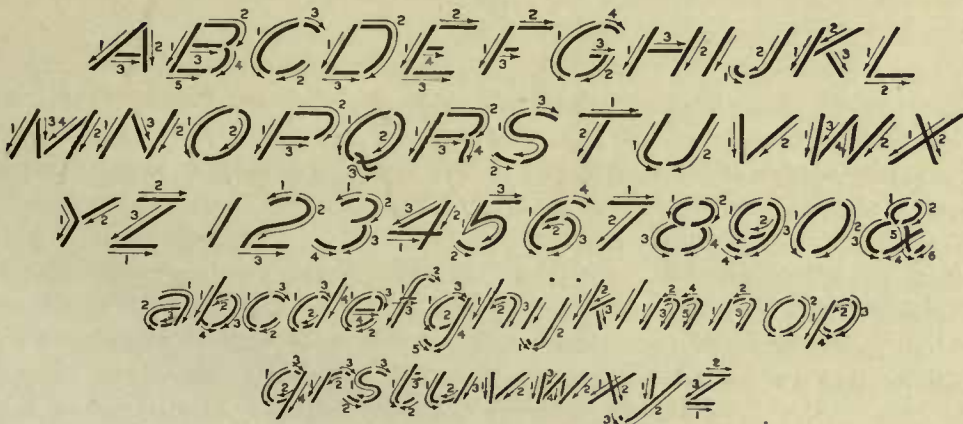 ABCDEFGHIJKL
MNOPQRSTUVWX
YZ 1234567890&
abcdefghijklmnop
qrstuvwxyz